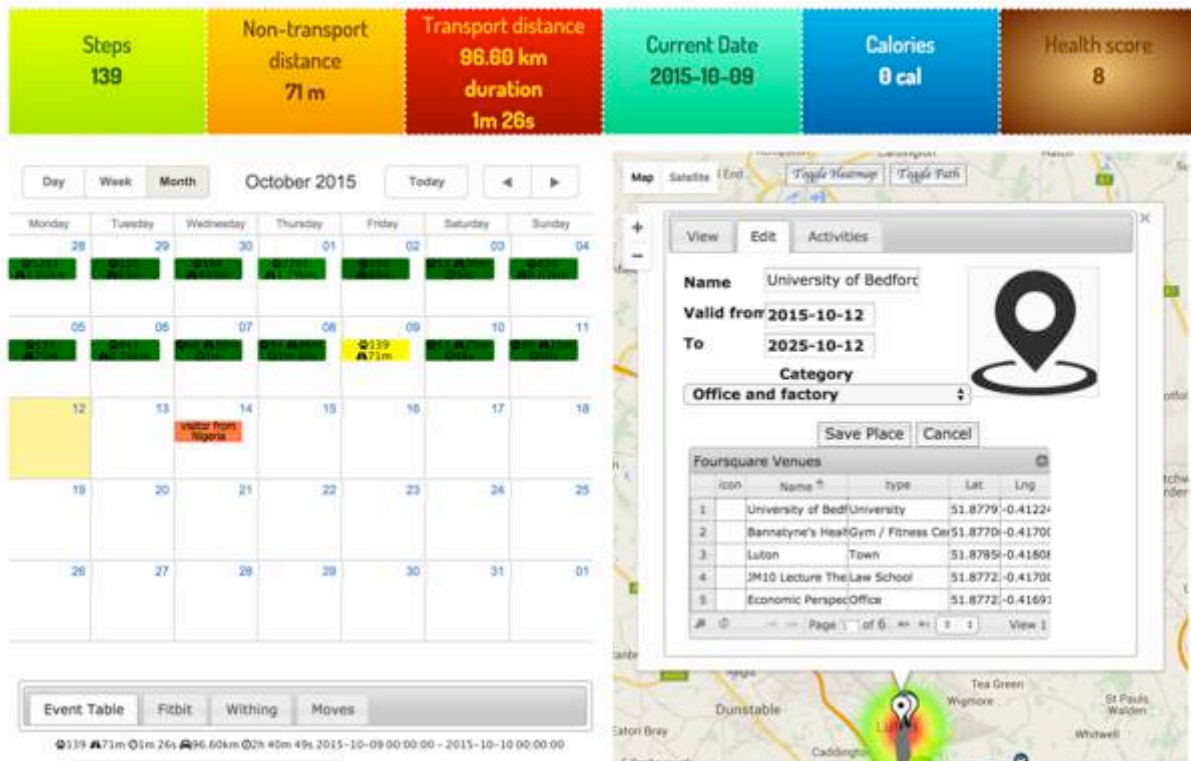 Steps
139
Non-transport
distance
71 m
Transport distance
96.60 km
duration
1m 26s
Current Date
2015-10-09
Calories
0 cal
Health score
8
Day Week Month October 2015 Today
Monday Tuesday Wednesday Thursday Friday Saturday Sunday
28 29 30 01 02 03 04
05 06 07 08 09 10 11
139
71m
12 13 14 15 16 17 18
visitor from
Nigeria
19 20 21 22 23 24 25
26 27 28 29 30 31 01
Event Table Fitbit Withing Moves
139 71m 1m 26s 96.60km 2h 40m 49s 2015-10-09 00:00:00 - 2015-10-10 00:00:00
Map Satellite End Toggle Heatmap Toggle Path
+
−
View Edit Activities
Name University of Bedford
Valid from 2015-10-12
To 2025-10-12
Category
Office and factory
Save Place Cancel
Foursquare Venues
icon Name type Lat Lng
1 University of Bedf University 51.8779 -0.4122
2 Bannatyne's Heal Gym / Fitness Cen 51.8770 -0.4170
3 Luton Town 51.8785 -0.4180
4 JM10 Lecture The Law School 51.8772 -0.4170
5 Economic Perspec Office 51.8772 -0.4169
Page of 6 View 1
Tea Green
Dunstable
Wigmore
St Pauls
Walden
Eaton Bray
Whitwell
Caddington